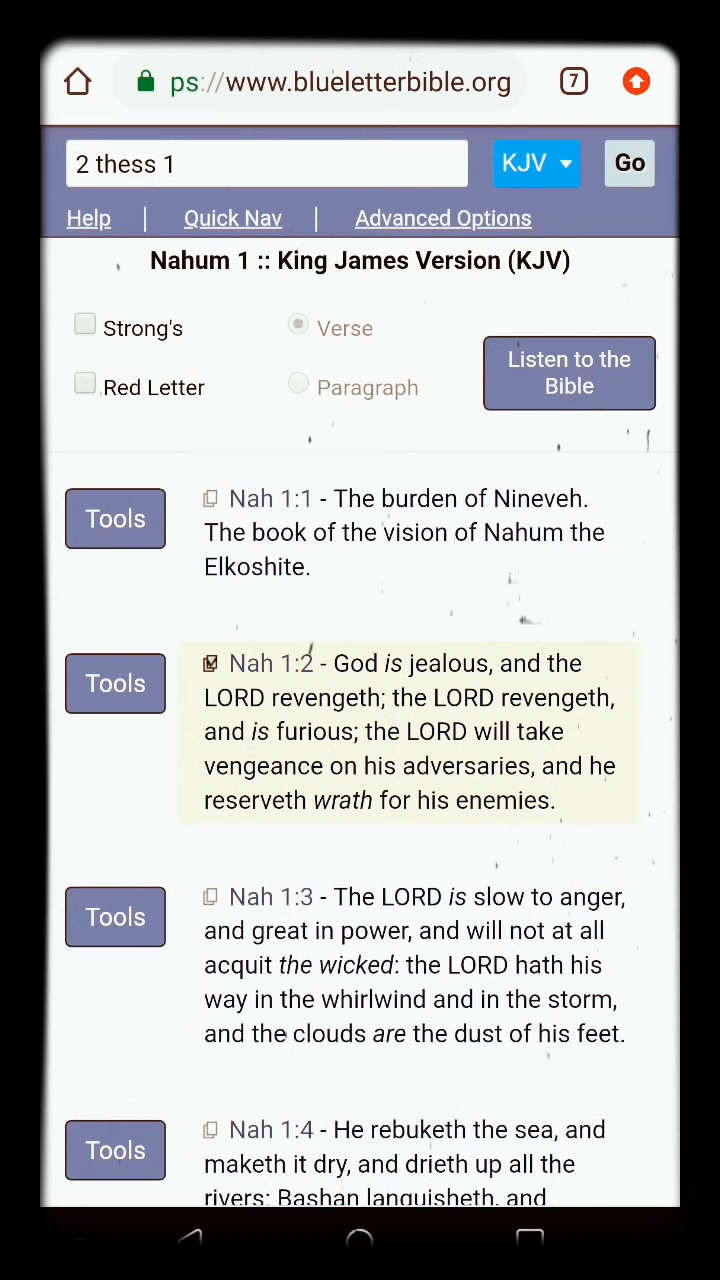 ps://www.blueletterbible.org 7
2 thess 1 KJV Go
Help | Quick Nav | Advanced Options
Nahum 1 :: King James Version (KJV)
Strong's Verse
Listen to the
Bible
Red Letter Paragraph
Tools
Nah 1:1 - The burden of Nineveh.
The book of the vision of Nahum the
Elkoshite.
Tools
Nah 1:2 - God is jealous, and the
LORD revengeth; the LORD revengeth,
and is furious; the LORD will take
vengeance on his adversaries, and he
reserveth wrath for his enemies.
Tools
Nah 1:3 - The LORD is slow to anger,
and great in power, and will not at all
acquit the wicked: the LORD hath his
way in the whirlwind and in the storm,
and the clouds are the dust of his feet.
Tools
Nah 1:4 - He rebuketh the sea, and
maketh it dry, and drieth up all the
rivers: Bashan languisheth, and